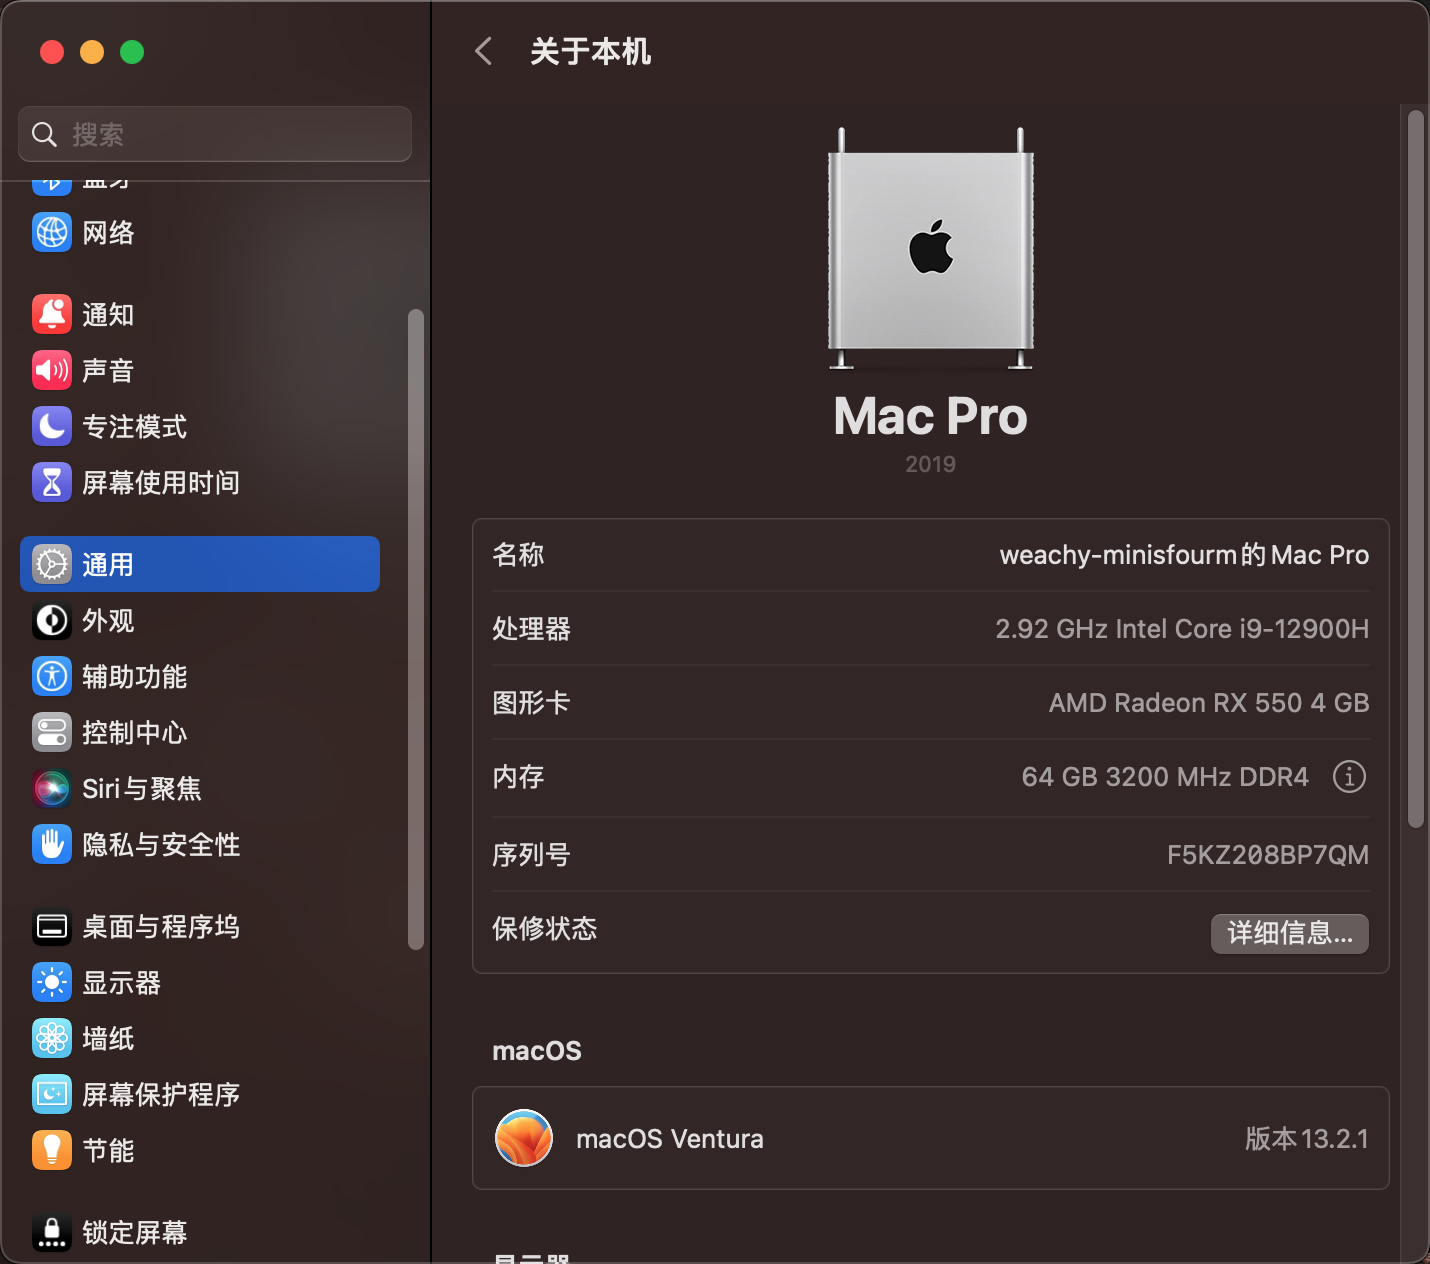 关于本机
搜索
蓝牙
网络
通知
声音
专注模式
屏幕使用时间
通用
外观
辅助功能
控制中心
Siri与聚焦
隐私与安全性
桌面与程序坞
显示器
墙纸
屏幕保护程序
节能
锁定屏幕
Mac Pro
2019
名称 weachy-minisfourm的Mac Pro
处理器 2.92 GHz Intel Core i9-12900H
图形卡 AMD Radeon RX 550 4 GB
内存 64 GB 3200 MHz DDR4
序列号 F5KZ208BP7QM
保修状态 详细信息...
macOS
macOS Ventura 版本 13.2.1
显示器